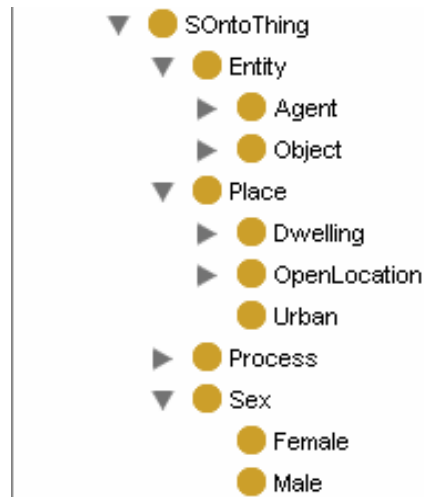 SOntoThing
Entity
Agent
Object
Place
Dwelling
OpenLocation
Urban
Process
Sex
Female
Male